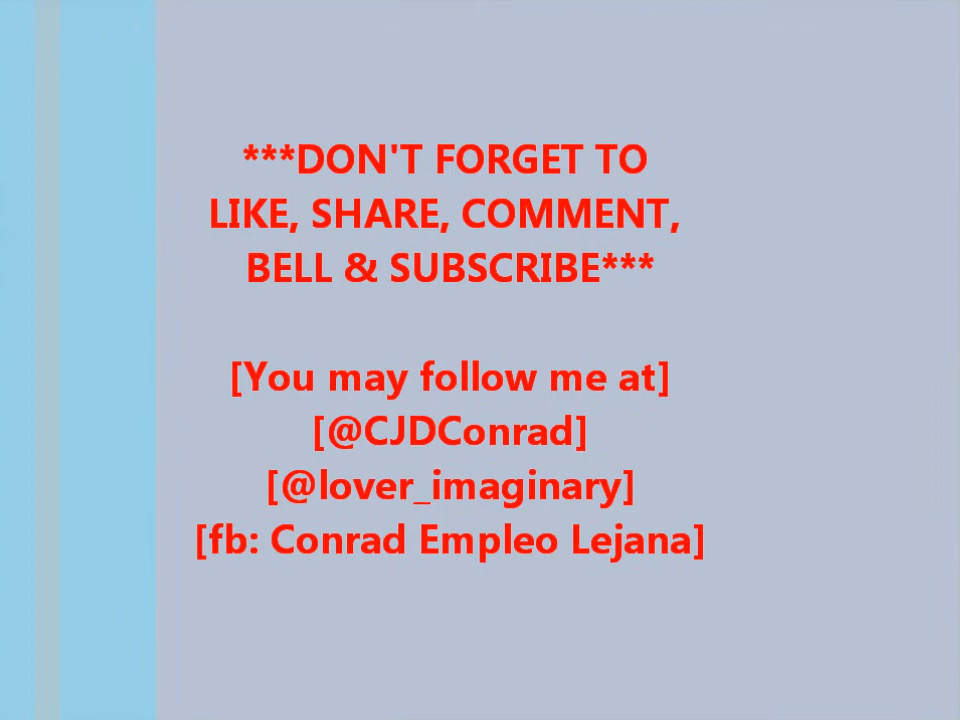 ***DON'T FORGET TO
LIKE, SHARE, COMMENT,
BELL & SUBSCRIBE***
[You may follow me at]
[@CJDConrad]
[@lover_imaginary]
[fb: Conrad Empleo Lejana]